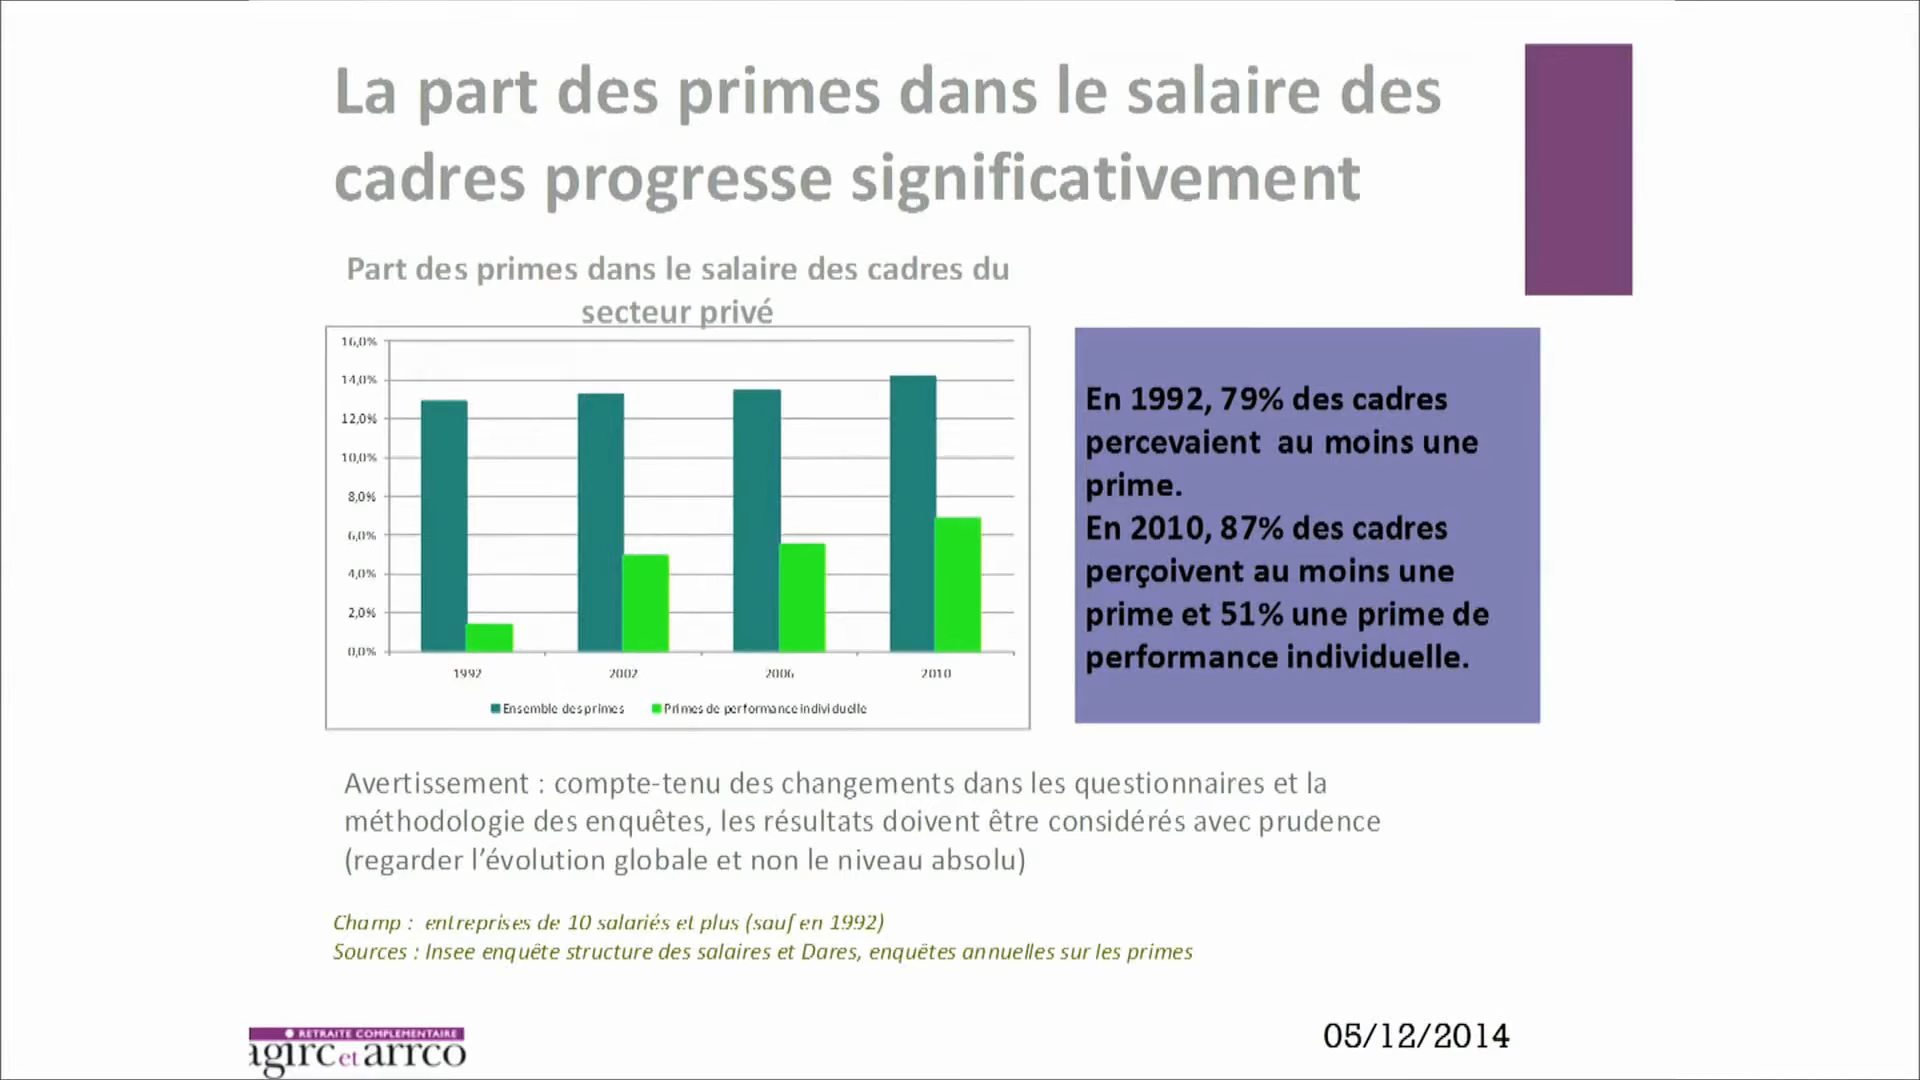 La part des primes dans le salaire des
cadres progresse significativement
Part des primes dans le salaire des cadres du
secteur privé
16,0%
14,0%
12,0%
10,0%
8,0%
6,0%
4,0%
2,0%
0,0%
1992
2002
2006
2010
Ensemble des primes
Primes de performance individuelle
En 1992, 79% des cadres
percevaient au moins une
prime.
En 2010, 87% des cadres
perçoivent au moins une
prime et 51% une prime de
performance individuelle.
Avertissement : compte-tenu des changements dans les questionnaires et la
méthodologie des enquêtes, les résultats doivent être considérés avec prudence
(regarder l’évolution globale et non le niveau absolu)
Champ : entreprises de 10 salariés et plus (sauf en 1992)
Sources : Insee enquête structure des salaires et Dares, enquêtes annuelles sur les primes
RETRAITE COMPLEMENTAIRE
agirc et arrco
05/12/2014